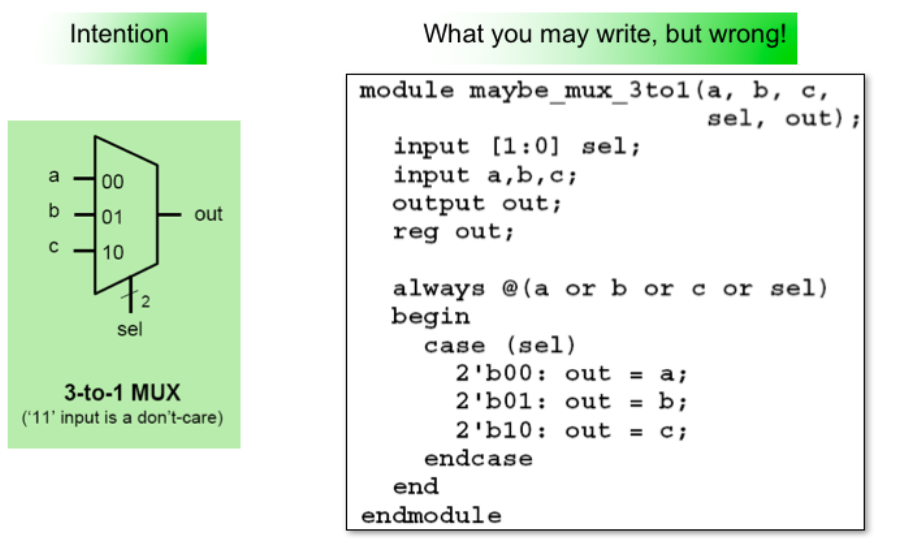 Intention
What you may write, but wrong!
a
00
b
01
out
c
10
2
sel
3-to-1 MUX
('11' input is a don't-care)
module maybe_mux_3to1(a, b, c,
sel, out);
input [1:0] sel;
input a,b,c;
output out;
reg out;
always @(a or b or c or sel)
begin
case (sel)
2'b00: out = a;
2'b01: out = b;
2'b10: out = c;
endcase
end
endmodule